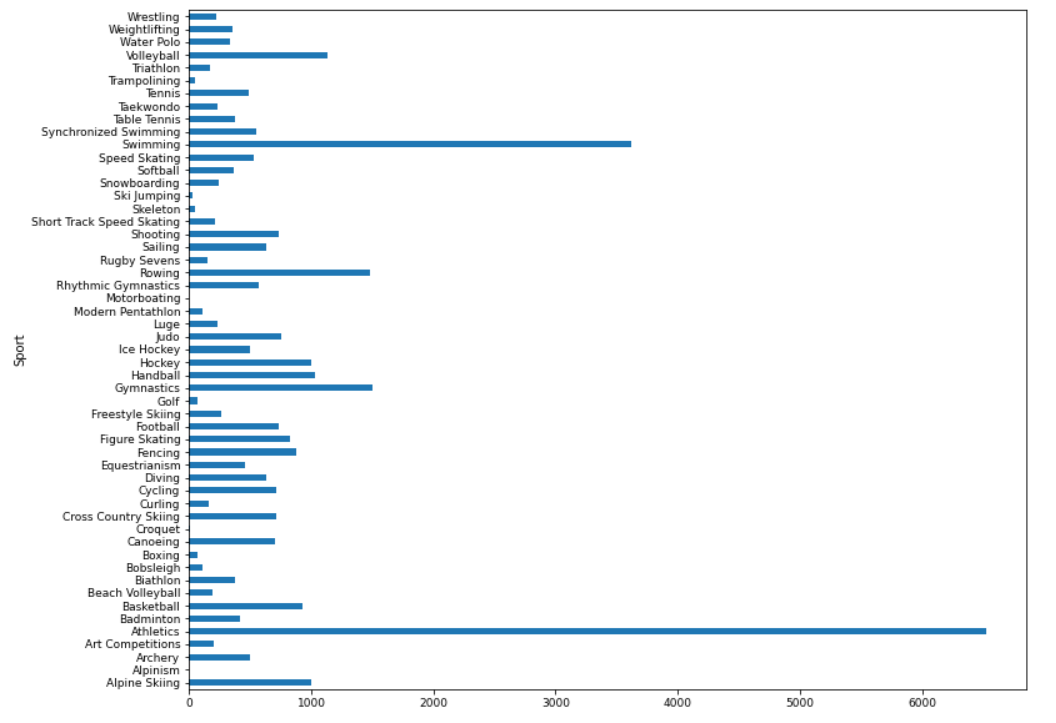 Wrestling
Weightlifting
Water Polo
Volleyball
Triathlon
Trampolining
Tennis
Taekwondo
Table Tennis
Synchronized Swimming
Swimming
Speed Skating
Softball
Snowboarding
Ski Jumping
Skeleton
Short Track Speed Skating
Shooting
Sailing
Rugby Sevens
Rowing
Rhythmic Gymnastics
Motorboating
Modern Pentathlon
Luge
Judo
Ice Hockey
Hockey
Handball
Gymnastics
Golf
Freestyle Skiing
Football
Figure Skating
Fencing
Equestrianism
Diving
Cycling
Curling
Cross Country Skiing
Croquet
Canoeing
Boxing
Bobsleigh
Biathlon
Beach Volleyball
Basketball
Badminton
Athletics
Art Competitions
Archery
Alpinism
Alpine Skiing
Sport
0 1000 2000 3000 4000 5000 6000